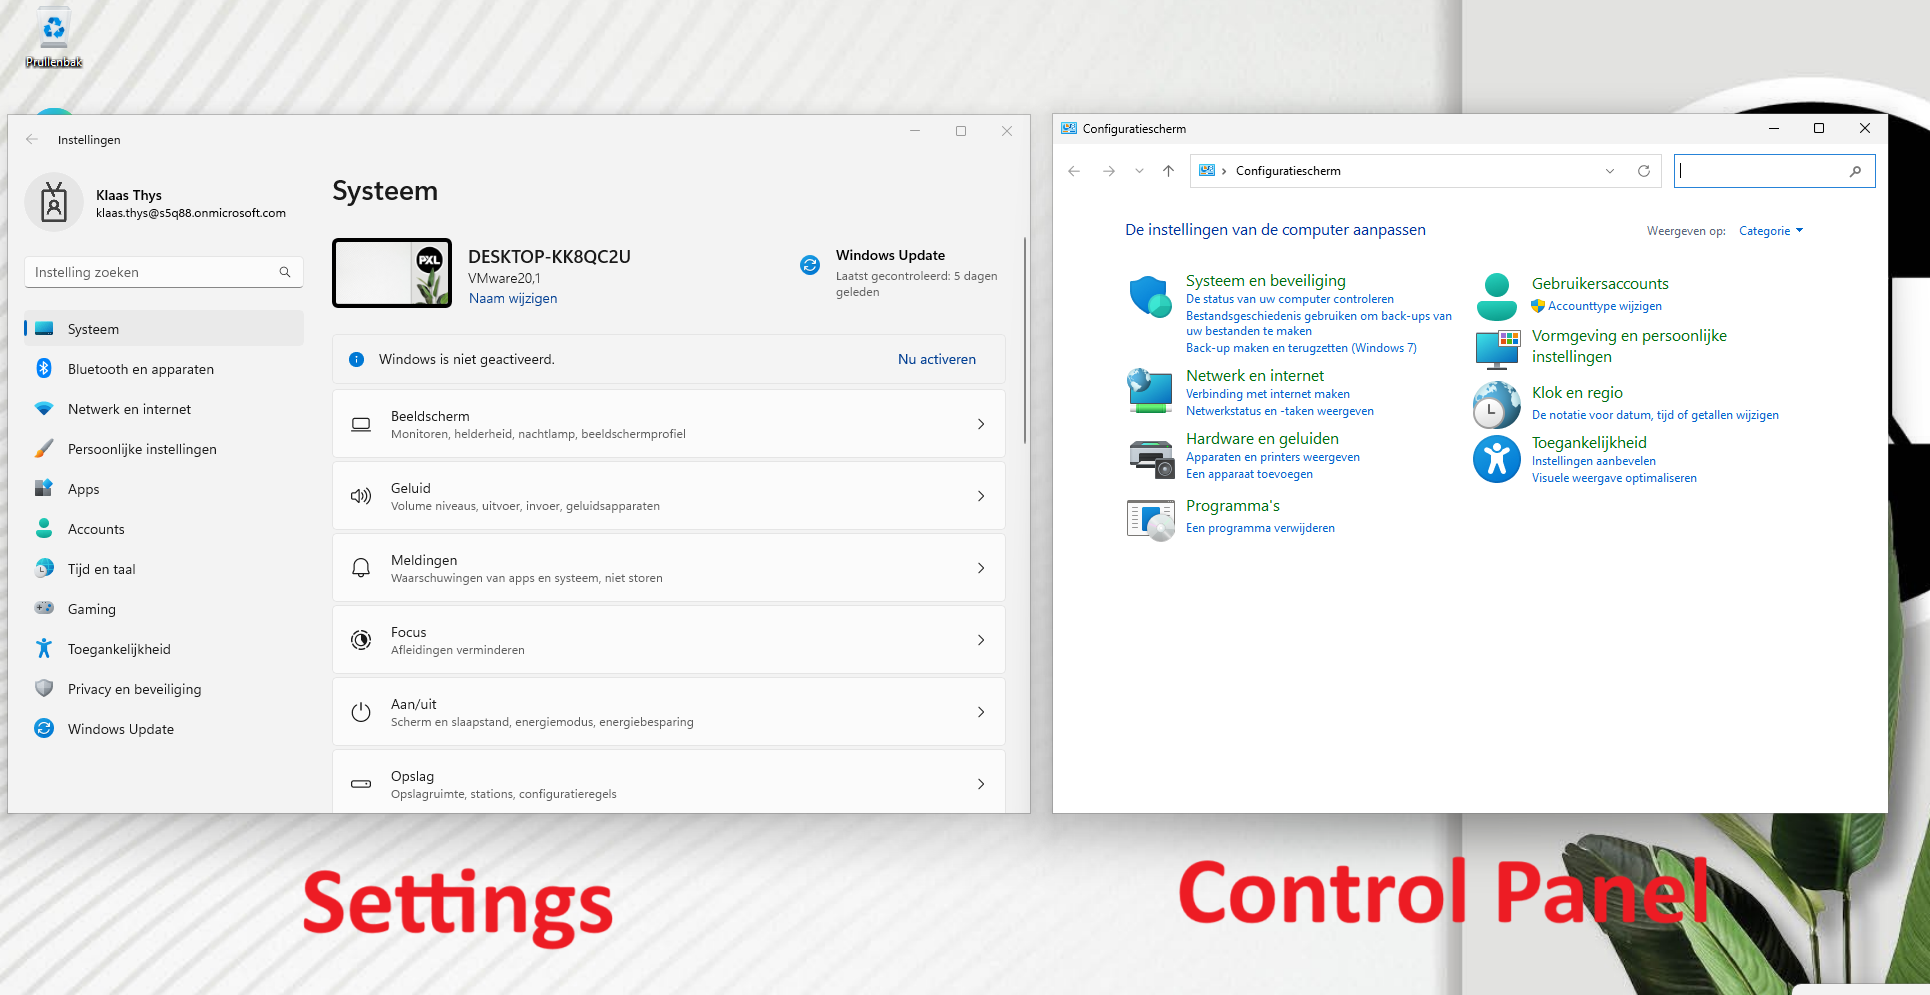 Prullenbak
Instellingen
Klaas Thys
klaas.thys@s5q88.onmicrosoft.com
Instelling zoeken
Systeem
Bluetooth en apparaten
Netwerk en internet
Persoonlijke instellingen
Apps
Accounts
Tijd en taal
Gaming
Toegankelijkheid
Privacy en beveiliging
Windows Update
Systeem
PXL
DESKTOP-KK8QC2U
VMware20,1
Naam wijzigen
Windows Update
Laatst gecontroleerd: 5 dagen
geleden
Windows is niet geactiveerd.
Nu activeren
Beeldscherm
Monitoren, helderheid, nachtlamp, beeldschermprofiel
Geluid
Volume niveaus, uitvoer, invoer, geluidsapparaten
Meldingen
Waarschuwingen van apps en systeem, niet storen
Focus
Afleidingen verminderen
Aan/uit
Scherm en slaapstand, energiemodus, energiebesparing
Opslag
Opslagruimte, stations, configuratieregels
Configuratiescherm
Configuratiescherm
De instellingen van de computer aanpassen
Weergeven op: Categorie
Systeem en beveiliging
De status van uw computer controleren
Bestandsgeschiedenis gebruiken om back-ups van
uw bestanden te maken
Back-up maken en terugzetten (Windows 7)
Netwerk en internet
Verbinding met internet maken
Netwerkstatus en -taken weergeven
Hardware en geluiden
Apparaten en printers weergeven
Een apparaat toevoegen
Programma's
Een programma verwijderen
Gebruikersaccounts
Accounttype wijzigen
Vormgeving en persoonlijke
instellingen
Klok en regio
De notatie voor datum, tijd of getallen wijzigen
Toegankelijkheid
Instellingen aanbevelen
Visuele weergave optimaliseren
Settings
Control Panel